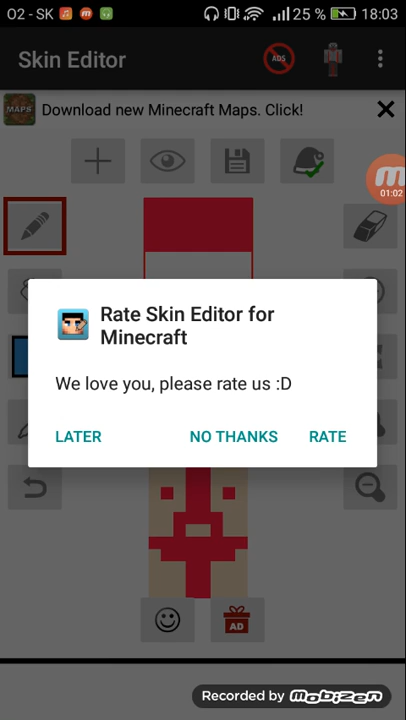 O2 - SK
25 %
18:03
Skin Editor
ADS
MAPS
Download new Minecraft Maps. Click!
01:02
Rate Skin Editor for
Minecraft
We love you, please rate us :D
LATER
NO THANKS
RATE
AD
Recorded by mobizen